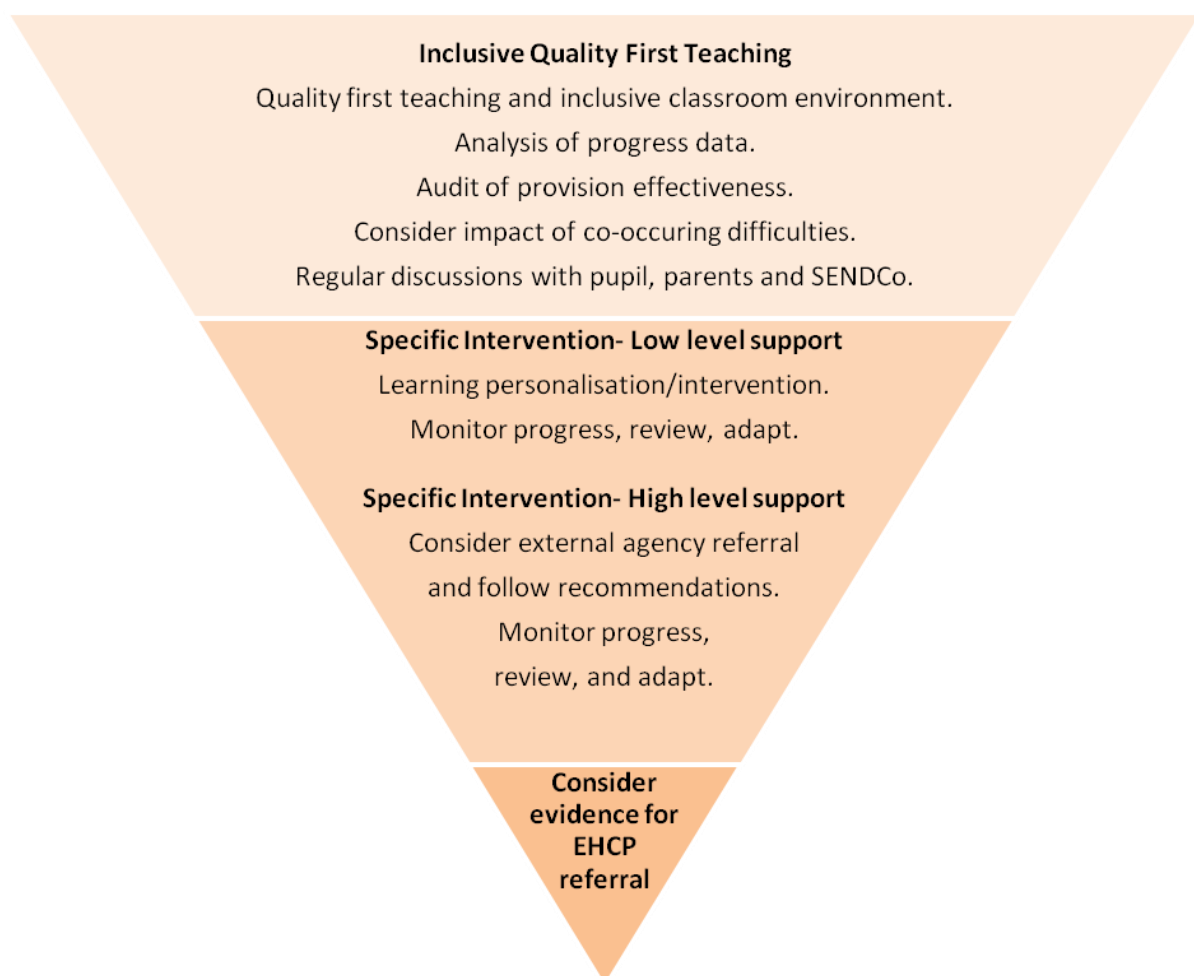 Inclusive Quality First Teaching
Quality first teaching and inclusive classroom environment.
Analysis of progress data.
Audit of provision effectiveness.
Consider impact of co-occuring difficulties.
Regular discussions with pupil, parents and SENDCo.
Specific Intervention- Low level support
Learning personalisation/intervention.
Monitor progress, review, adapt.
Specific Intervention- High level support
Consider external agency referral
and follow recommendations.
Monitor progress,
review, and adapt.
Consider
evidence for
EHCP
referral